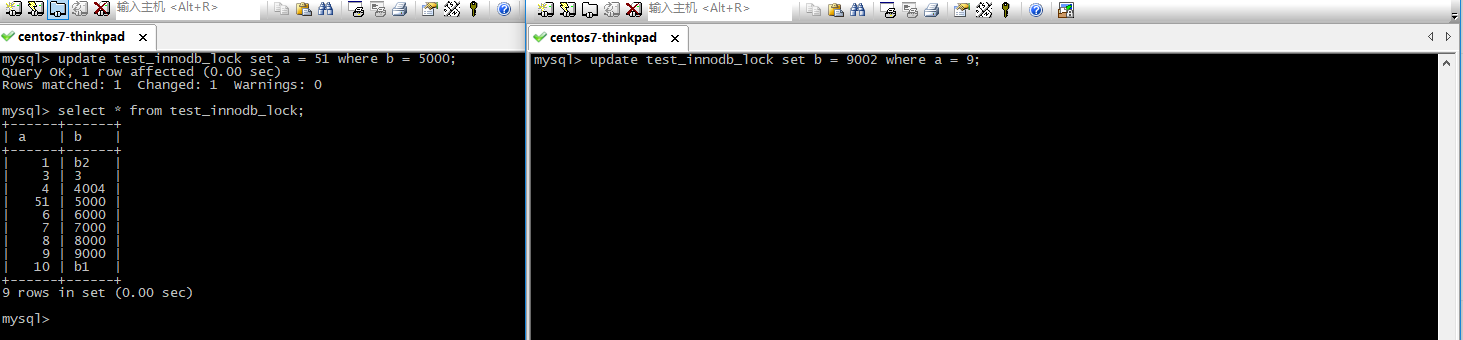 输入主机 <Alt+R>
centos7-thinkpad
mysql> update test_innodb_lock set a = 51 where b = 5000;
Query OK, 1 row affected (0.00 sec)
Rows matched: 1  Changed: 1  Warnings: 0
mysql> select * from test_innodb_lock;
+------+------+
| a    | b    |
+------+------+
|    1 | b2   |
|    3 | 3    |
|    4 | 4004 |
|   51 | 5000 |
|    6 | 6000 |
|    7 | 7000 |
|    8 | 8000 |
|    9 | 9000 |
|   10 | b1   |
+------+------+
9 rows in set (0.00 sec)
mysql>
输入主机 <Alt+R>
centos7-thinkpad
mysql> update test_innodb_lock set b = 9002 where a = 9;